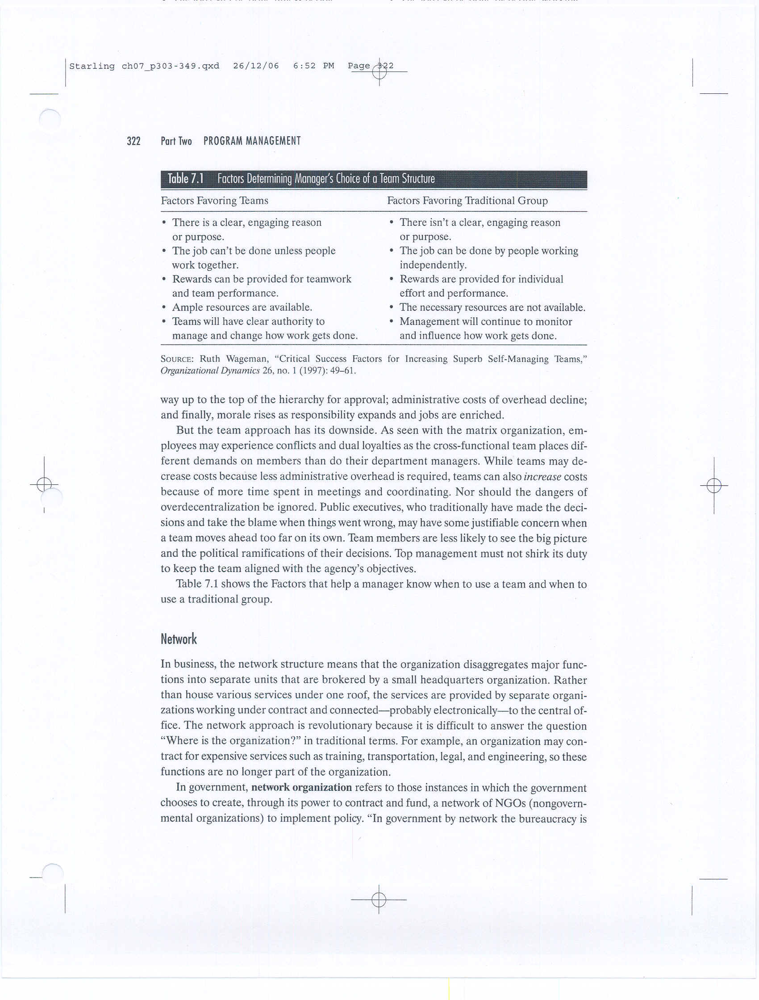 Starling ch07_p303-349.qxd 26/12/06 6:52 PM Page 322
322 Part Two PROGRAM MANAGEMENT
Table 7.1 Factors Determining Manager's Choice of a Team Structure
Factors Favoring Teams
• There is a clear, engaging reason
or purpose.
• The job can't be done unless people
work together.
• Rewards can be provided for teamwork
and team performance.
• Ample resources are available.
• Teams will have clear authority to
manage and change how work gets done.
Factors Favoring Traditional Group
• There isn't a clear, engaging reason
or purpose.
• The job can be done by people working
independently.
• Rewards are provided for individual
effort and performance.
• The necessary resources are not available.
• Management will continue to monitor
and influence how work gets done.
SOURCE: Ruth Wageman, “Critical Success Factors for Increasing Superb Self-Managing Teams,”
Organizational Dynamics 26, no. 1 (1997): 49–61.
way up to the top of the hierarchy for approval; administrative costs of overhead decline;
and finally, morale rises as responsibility expands and jobs are enriched.
But the team approach has its downside. As seen with the matrix organization, em-
ployees may experience conflicts and dual loyalties as the cross-functional team places dif-
ferent demands on members than do their department managers. While teams may de-
crease costs because less administrative overhead is required, teams can also increase costs
because of more time spent in meetings and coordinating. Nor should the dangers of
overdecentralization be ignored. Public executives, who traditionally have made the deci-
sions and take the blame when things went wrong, may have some justifiable concern when
a team moves ahead too far on its own. Team members are less likely to see the big picture
and the political ramifications of their decisions. Top management must not shirk its duty
to keep the team aligned with the agency's objectives.
Table 7.1 shows the Factors that help a manager know when to use a team and when to
use a traditional group.
Network
In business, the network structure means that the organization disaggregates major func-
tions into separate units that are brokered by a small headquarters organization. Rather
than house various services under one roof, the services are provided by separate organi-
zations working under contract and connected—probably electronically—to the central of-
fice. The network approach is revolutionary because it is difficult to answer the question
“Where is the organization?” in traditional terms. For example, an organization may con-
tract for expensive services such as training, transportation, legal, and engineering, so these
functions are no longer part of the organization.
In government, network organization refers to those instances in which the government
chooses to create, through its power to contract and fund, a network of NGOs (nongovern-
mental organizations) to implement policy. “In government by network the bureaucracy is